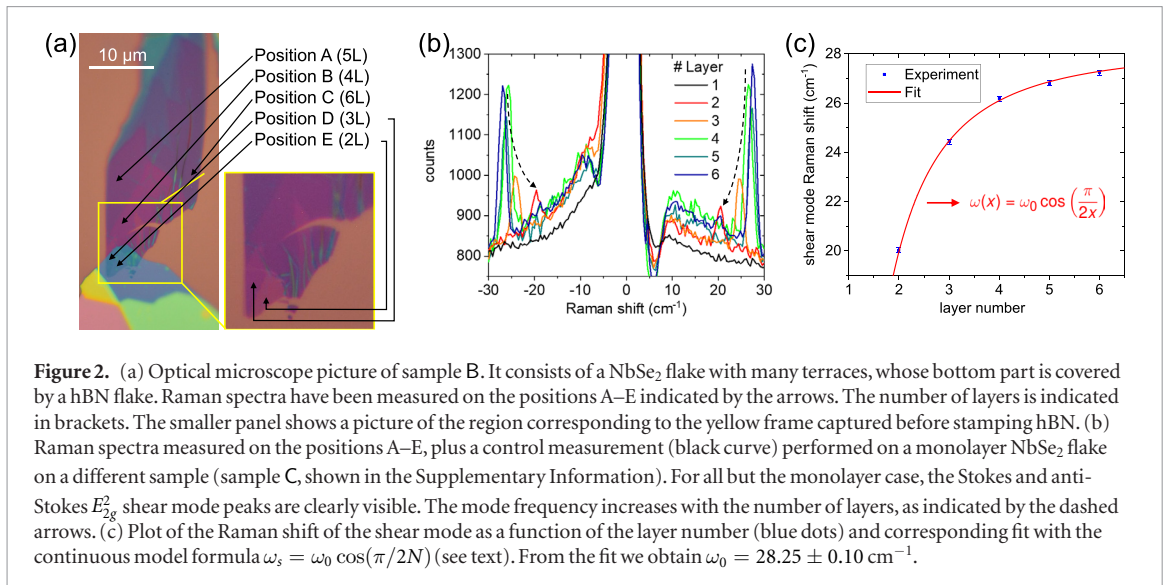 (a)
10 µm
Position A (5L)
Position B (4L)
Position C (6L)
Position D (3L)
Position E (2L)
(b)
1300
1200
1100
1000
900
800
counts
-30 -20 -10 0 10 20 30
Raman shift (cm⁻¹)
# Layer
1
2
3
4
5
6
(c)
28
26
24
22
20
shear mode Raman shift (cm⁻¹)
Experiment
Fit
ω(x) = ω₀ cos (π/2x)
1 2 3 4 5 6
layer number
Figure 2. (a) Optical microscope picture of sample B. It consists of a NbSe₂ flake with many terraces, whose bottom part is covered
by a hBN flake. Raman spectra have been measured on the positions A–E indicated by the arrows. The number of layers is indicated
in brackets. The smaller panel shows a picture of the region corresponding to the yellow frame captured before stamping hBN. (b)
Raman spectra measured on the positions A–E, plus a control measurement (black curve) performed on a monolayer NbSe₂ flake
on a different sample (sample C, shown in the Supplementary Information). For all but the monolayer case, the Stokes and anti-
Stokes E²₂g shear mode peaks are clearly visible. The mode frequency increases with the number of layers, as indicated by the dashed
arrows. (c) Plot of the Raman shift of the shear mode as a function of the layer number (blue dots) and corresponding fit with the
continuous model formula ωₛ = ω₀ cos(π/2N) (see text). From the fit we obtain ω₀ = 28.25 ± 0.10 cm⁻¹.